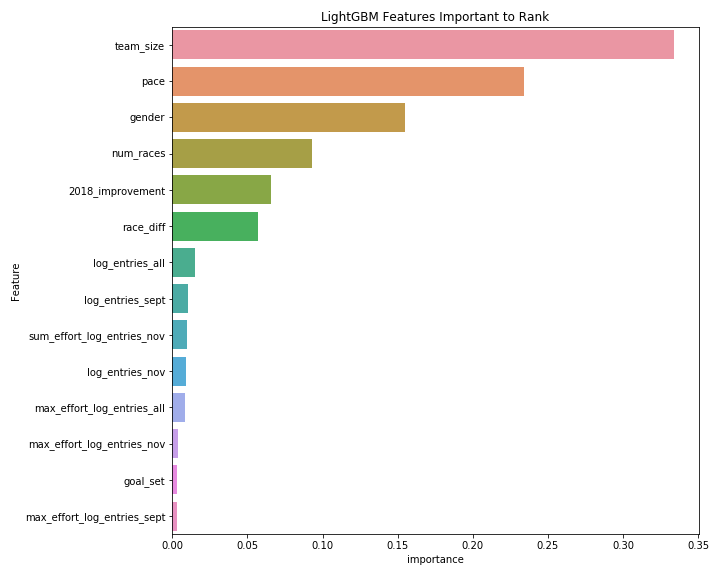 LightGBM Features Important to Rank
team_size
pace
gender
num_races
2018_improvement
race_diff
log_entries_all
log_entries_sept
sum_effort_log_entries_nov
log_entries_nov
max_effort_log_entries_all
max_effort_log_entries_nov
goal_set
max_effort_log_entries_sept
Feature
0.00 0.05 0.10 0.15 0.20 0.25 0.30 0.35
importance